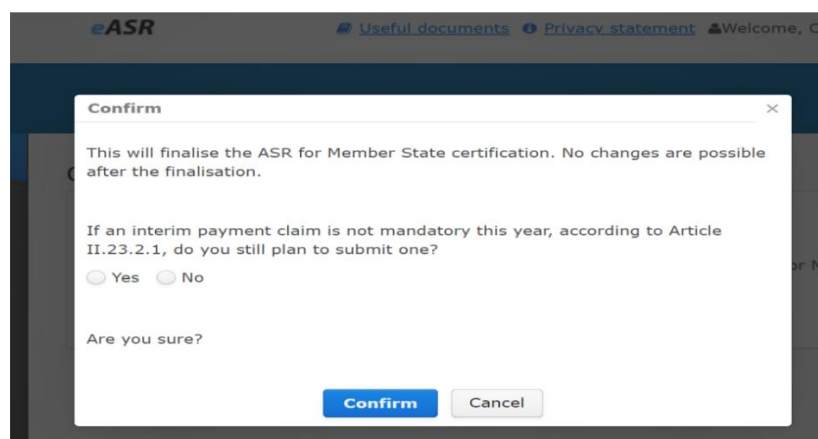 eASR Useful documents Privacy statement Welcome,
Confirm
This will finalise the ASR for Member State certification. No changes are possible
after the finalisation.
If an interim payment claim is not mandatory this year, according to Article
II.23.2.1, do you still plan to submit one?
Yes No
Are you sure?
Confirm Cancel